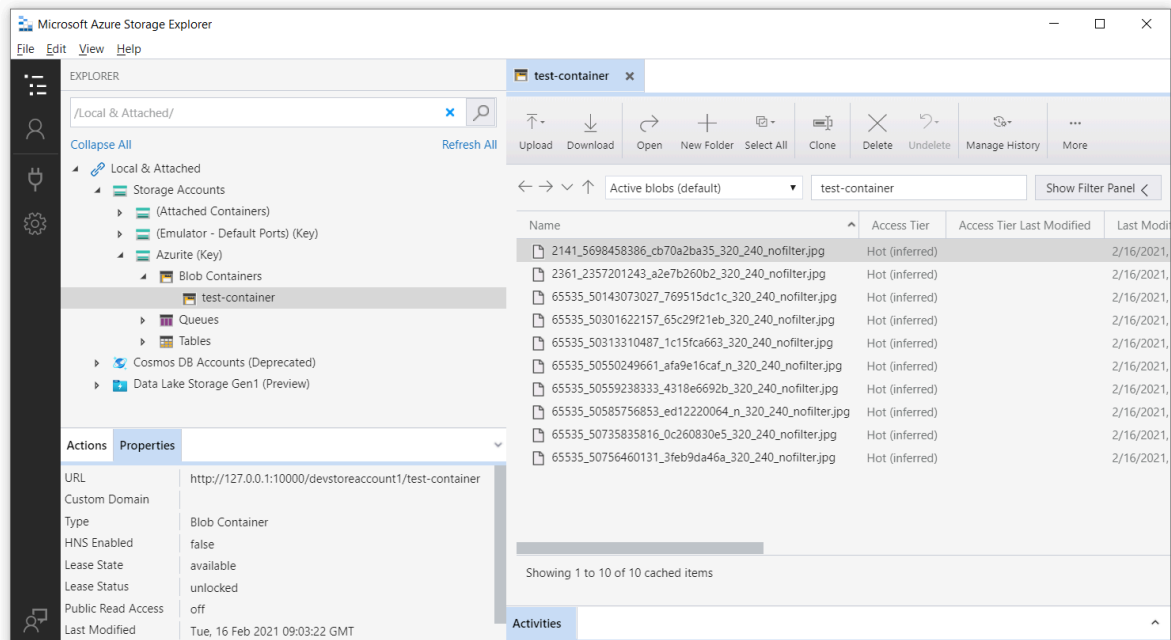 Microsoft Azure Storage Explorer
File Edit View Help
EXPLORER
/Local & Attached/
Collapse All Refresh All
Local & Attached
Storage Accounts
(Attached Containers)
(Emulator - Default Ports) (Key)
Azurite (Key)
Blob Containers
test-container
Queues
Tables
Cosmos DB Accounts (Deprecated)
Data Lake Storage Gen1 (Preview)
Actions Properties
URL http://127.0.0.1:10000/devstoreaccount1/test-container
Custom Domain
Type Blob Container
HNS Enabled false
Lease State available
Lease Status unlocked
Public Read Access off
Last Modified Tue, 16 Feb 2021 09:03:22 GMT
test-container
Upload Download Open New Folder Select All Clone Delete Undelete Manage History More
Active blobs (default) test-container Show Filter Panel
Name Access Tier Access Tier Last Modified Last Modif
2141_5698458386_cb70a2ba35_320_240_nofilter.jpg Hot (inferred) 2/16/2021,
2361_2357201243_a2e7b260b2_320_240_nofilter.jpg Hot (inferred) 2/16/2021,
65535_50143073027_769515dc1c_320_240_nofilter.jpg Hot (inferred) 2/16/2021,
65535_50301622157_65c29f21eb_320_240_nofilter.jpg Hot (inferred) 2/16/2021,
65535_50313310487_1c15fca663_320_240_nofilter.jpg Hot (inferred) 2/16/2021,
65535_50550249661_afa9e16caf_n_320_240_nofilter.jpg Hot (inferred) 2/16/2021,
65535_50559238333_4318e6692b_320_240_nofilter.jpg Hot (inferred) 2/16/2021,
65535_50585756853_ed12220064_n_320_240_nofilter.jpg Hot (inferred) 2/16/2021,
65535_50735835816_0c260830e5_320_240_nofilter.jpg Hot (inferred) 2/16/2021,
65535_50756460131_3feb9da46a_320_240_nofilter.jpg Hot (inferred) 2/16/2021,
Showing 1 to 10 of 10 cached items
Activities